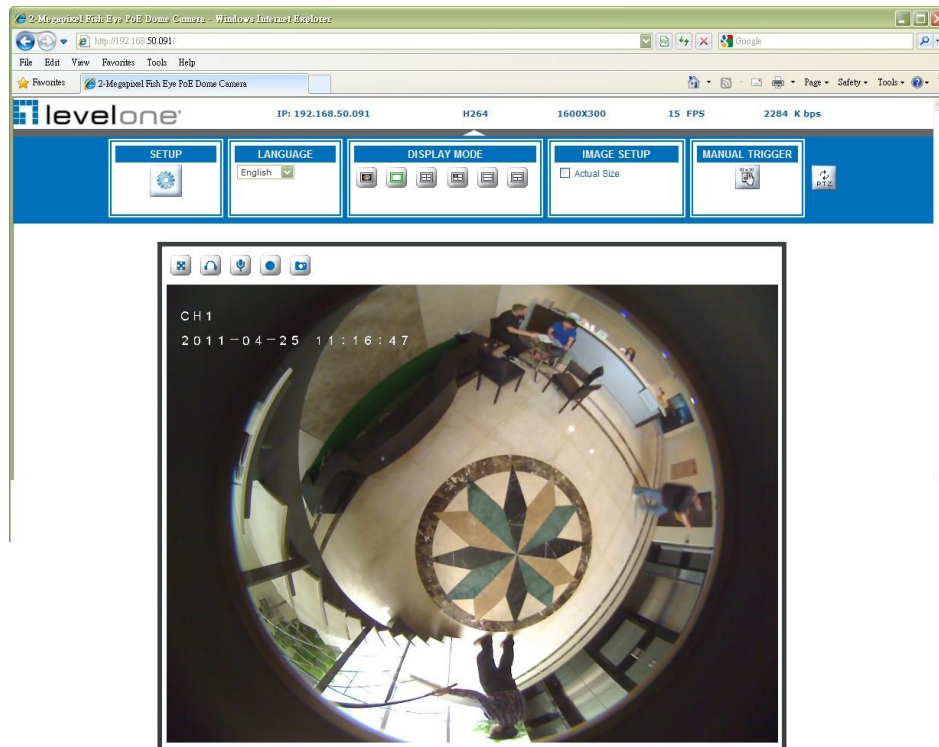 2-Megapixel Fish Eye PoE Dome Camera - Windows Internet Explorer
http://192.168.50.091/
Google
File Edit View Favorites Tools Help
Favorites 2-Megapixel Fish Eye PoE Dome Camera Page Safety Tools
levelone IP: 192.168.50.091 H264 1600X300 15 FPS 2284 K bps
SETUP LANGUAGE DISPLAY MODE IMAGE SETUP MANUAL TRIGGER
English Actual Size PTZ
CH1
2011-04-25 11:16:47